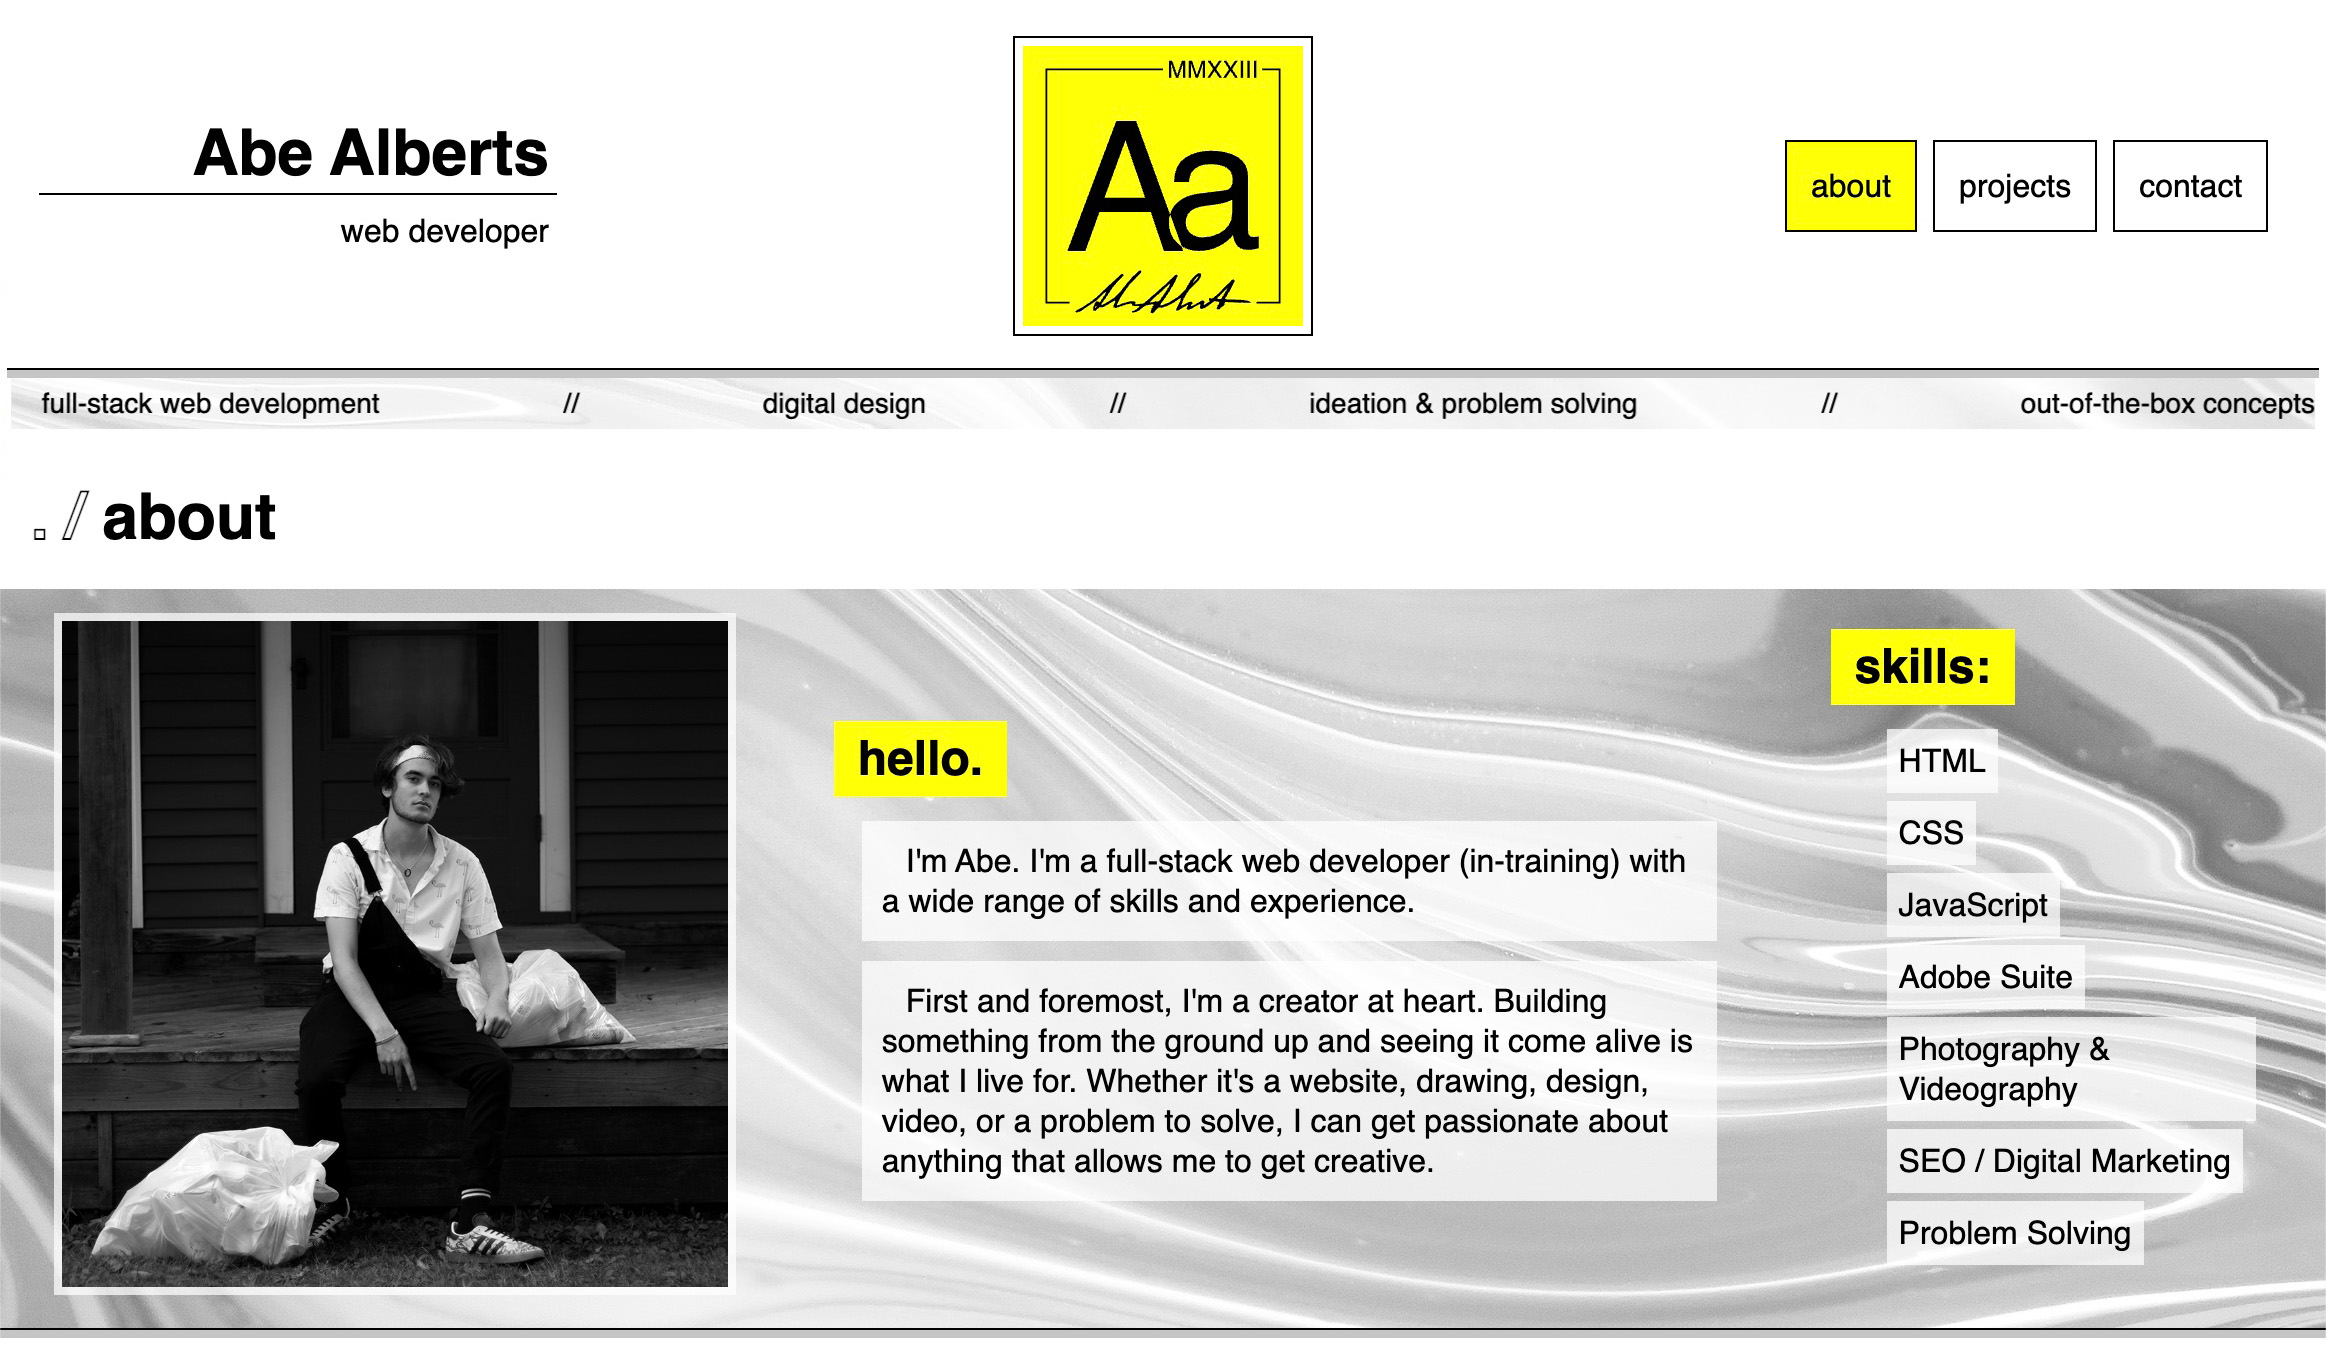 Abe Alberts
web developer
MMXXIII
Aa
about
projects
contact
full-stack web development // digital design // ideation & problem solving // out-of-the-box concepts
./ about
hello.
I'm Abe. I'm a full-stack web developer (in-training) with
a wide range of skills and experience.
First and foremost, I'm a creator at heart. Building
something from the ground up and seeing it come alive is
what I live for. Whether it's a website, drawing, design,
video, or a problem to solve, I can get passionate about
anything that allows me to get creative.
skills:
HTML
CSS
JavaScript
Adobe Suite
Photography &
Videography
SEO / Digital Marketing
Problem Solving